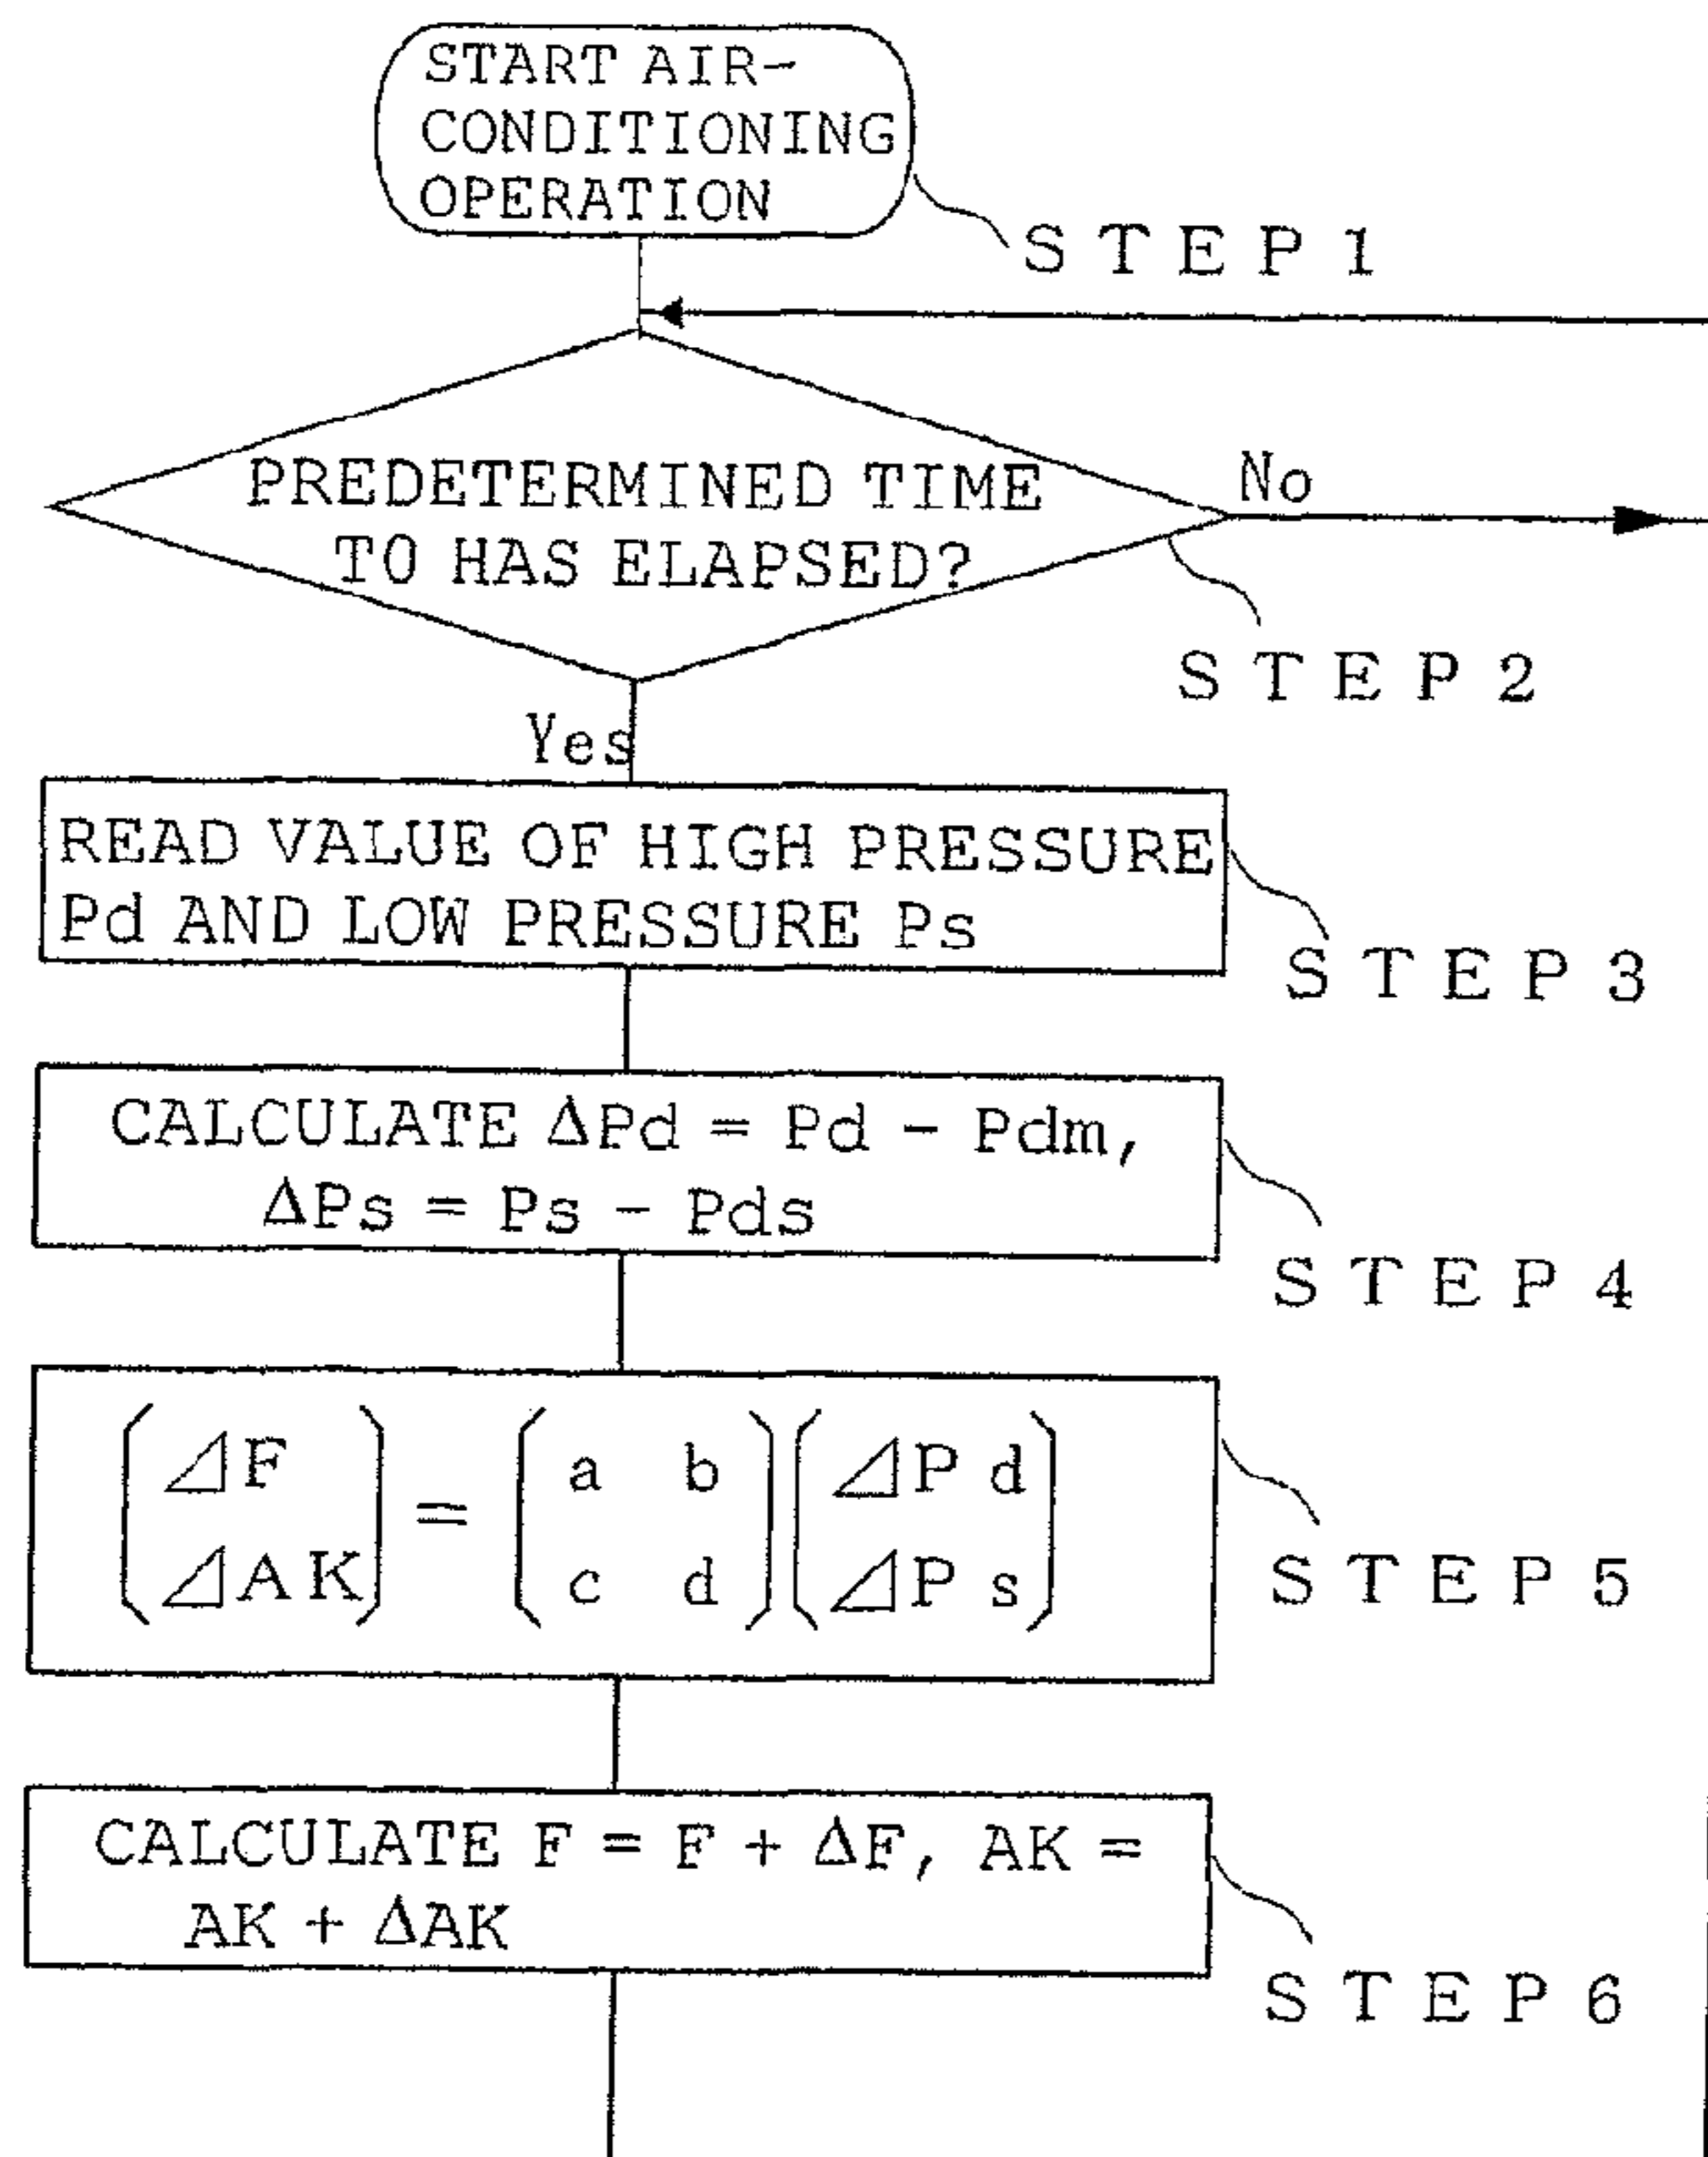 START AIR-
CONDITIONING
OPERATION
STEP1
PREDETERMINED TIME
T0 HAS ELAPSED?
No
STEP2
Yes
READ VALUE OF HIGH PRESSURE
Pd AND LOW PRESSURE Ps
STEP3
CALCULATE ΔPd = Pd - Pdm,
ΔPs = Ps - Pds
STEP4
⊿F = a b ⊿Pd
⊿AK c d ⊿Ps
STEP5
CALCULATE F = F + ΔF, AK =
AK + ΔAK
STEP6